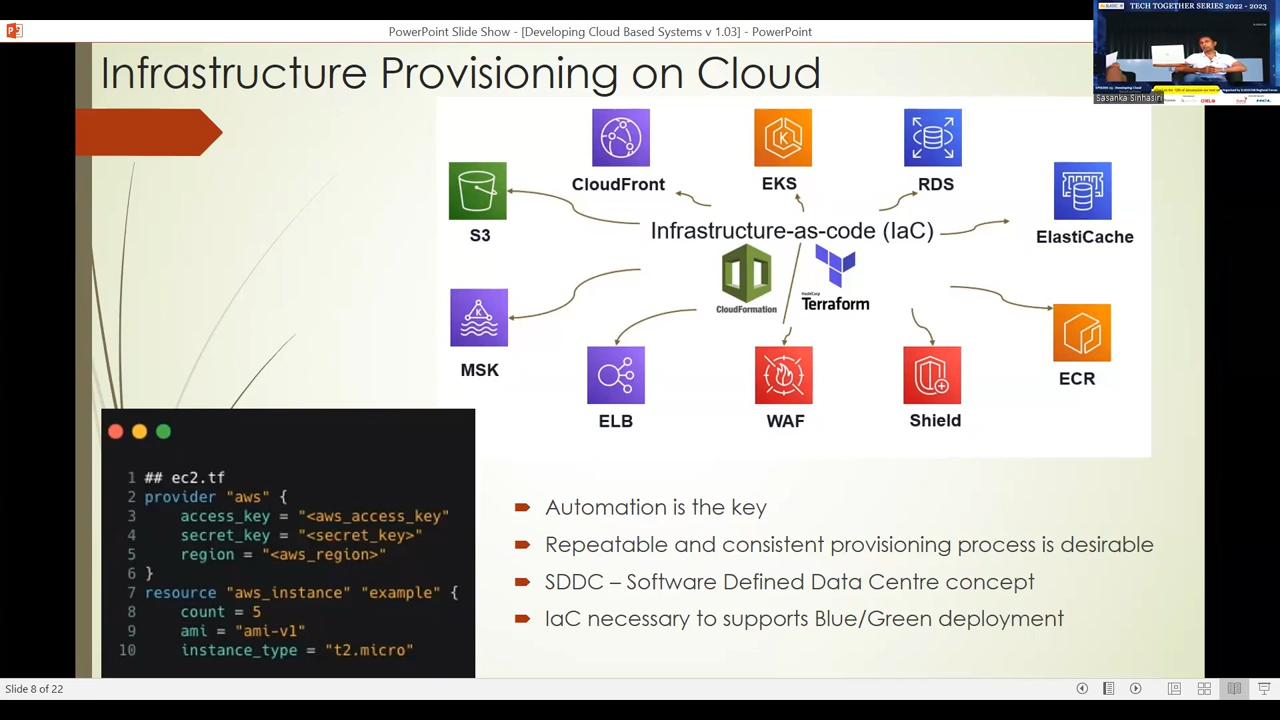 PowerPoint Slide Show - [Developing Cloud Based Systems v 1.03] - PowerPoint
TECH TOGETHER SERIES 2022 - 2023
Sasanka Sinhasiri
Infrastructure Provisioning on Cloud
CloudFront
EKS
RDS
S3
ElastiCache
Infrastructure-as-code (IaC)
CloudFormation
HashiCorp
Terraform
MSK
ECR
ELB
WAF
Shield
1 ## ec2.tf
2 provider "aws" {
3 access_key = "<aws_access_key"
4 secret_key = "<secret_key>"
5 region = "<aws_region>"
6 }
7 resource "aws_instance" "example" {
8 count = 5
9 ami = "ami-v1"
10 instance_type = "t2.micro"
Automation is the key
Repeatable and consistent provisioning process is desirable
SDDC – Software Defined Data Centre concept
IaC necessary to supports Blue/Green deployment
Slide 8 of 22